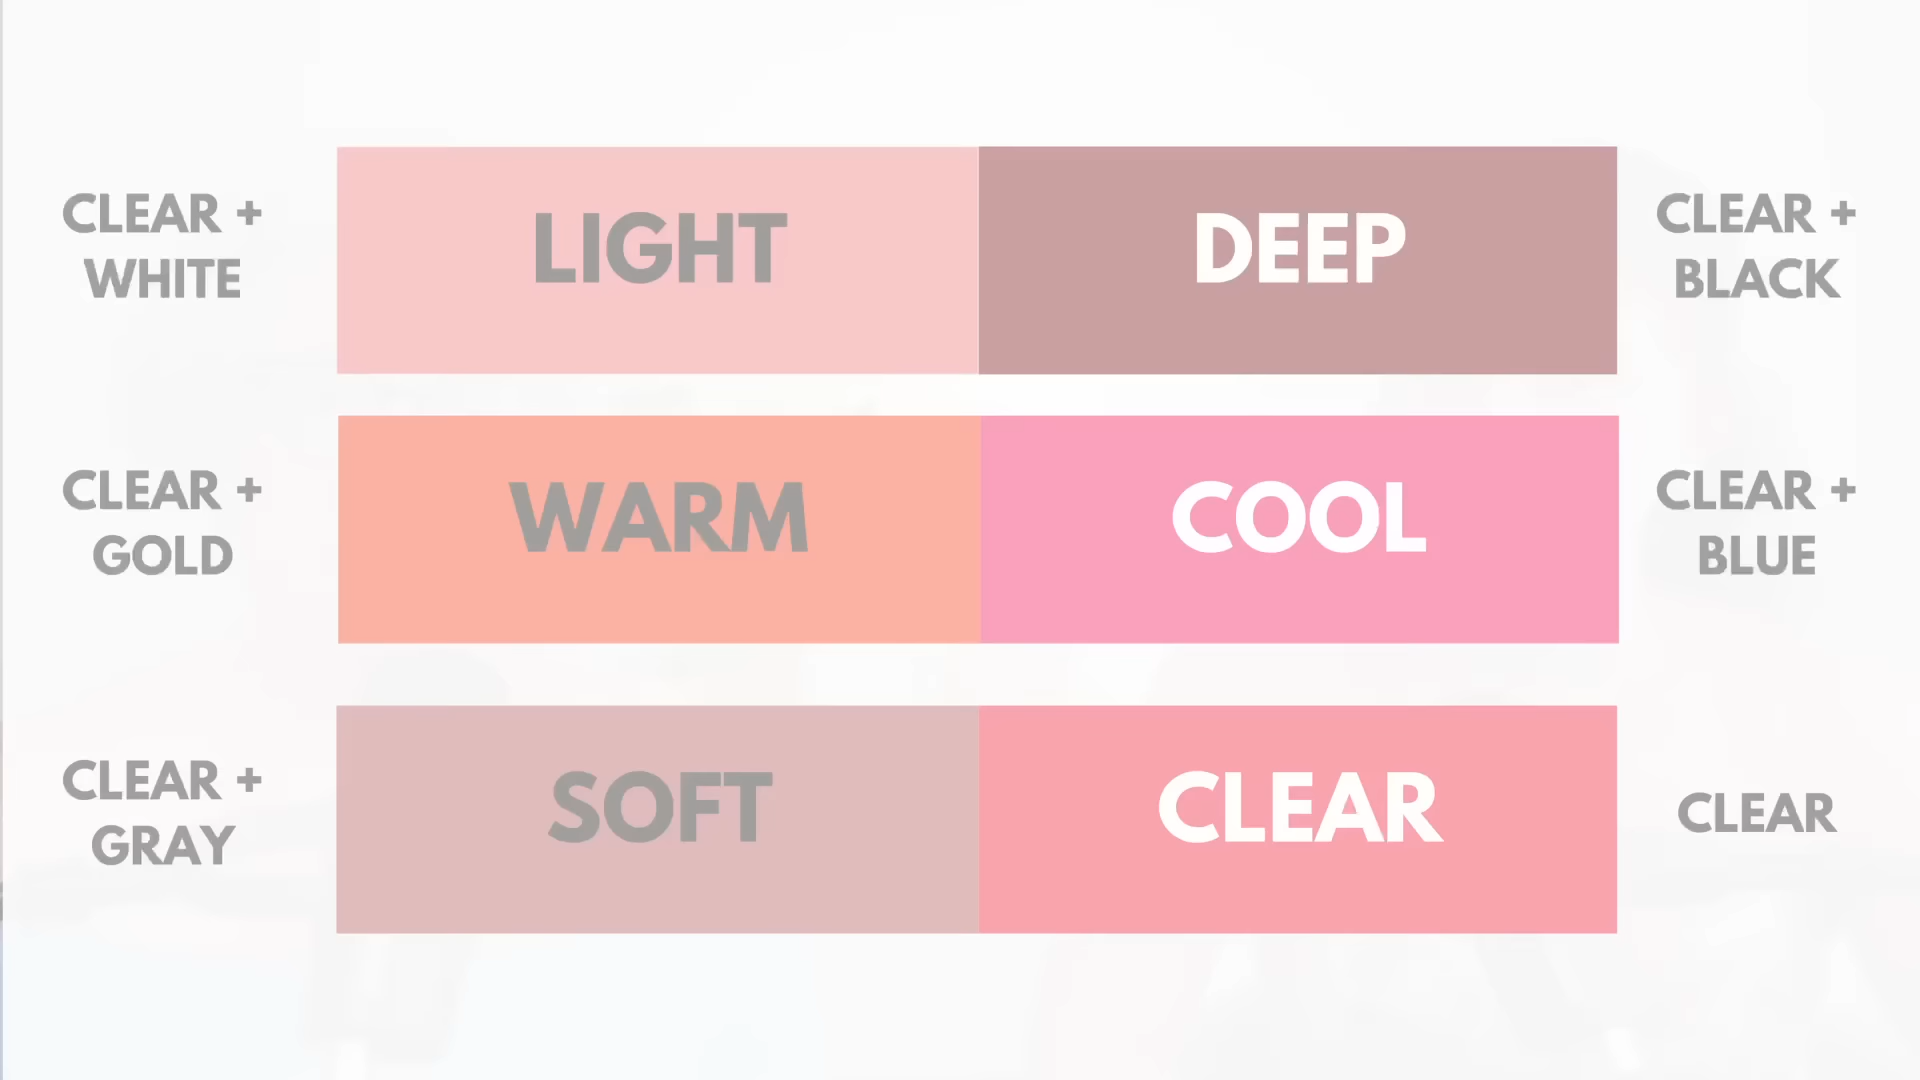 CLEAR +
WHITE
LIGHT
DEEP
CLEAR +
BLACK
CLEAR +
GOLD
WARM
COOL
CLEAR +
BLUE
CLEAR +
GRAY
SOFT
CLEAR
CLEAR